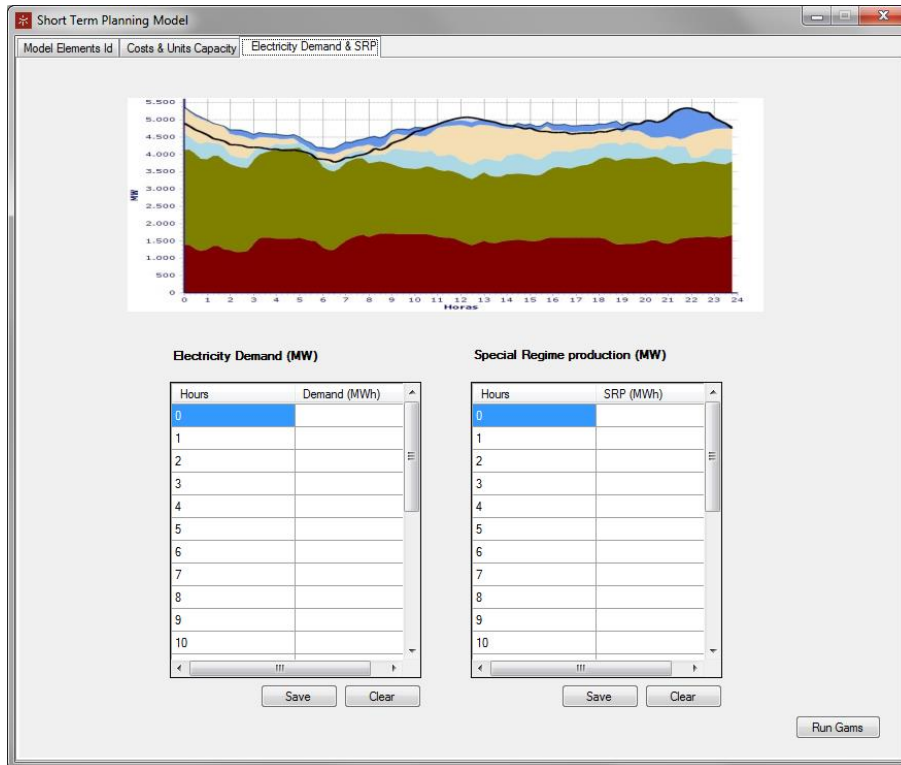 Short Term Planning Model
Model Elements Id Costs & Units Capacity Electricity Demand & SRP
5.500
5.000
4.500
4.000
3.500
3.000
2.500
2.000
1.500
1.000
500
0
MW
0 1 2 3 4 5 6 7 8 9 10 11 12 13 14 15 16 17 18 19 20 21 22 23 24
Horas
Electricity Demand (MW) Special Regime production (MW)
Hours Demand (MWh) Hours SRP (MWh)
0 0
1 1
2 2
3 3
4 4
5 5
6 6
7 7
8 8
9 9
10 10
Save Clear Save Clear
Run Gams